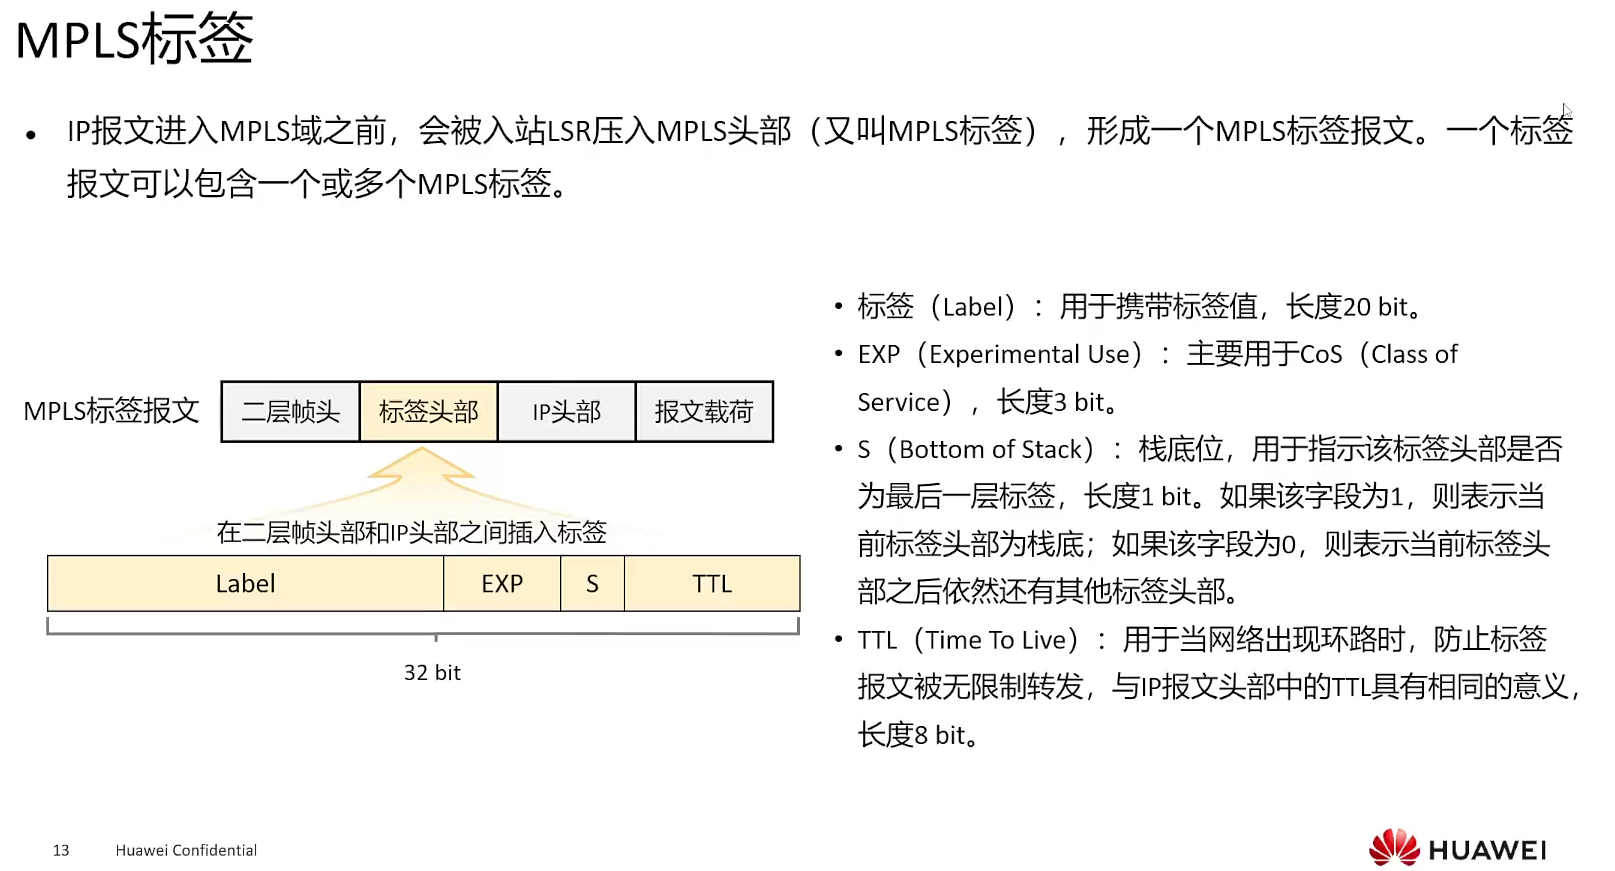 MPLS标签
• IP报文进入MPLS域之前，会被入站LSR压入MPLS头部（又叫MPLS标签），形成一个MPLS标签报文。一个标签
报文可以包含一个或多个MPLS标签。
MPLS标签报文 二层帧头 标签头部 IP头部 报文载荷
在二层帧头部和IP头部之间插入标签
Label EXP S TTL
32 bit
• 标签（Label）：用于携带标签值，长度20 bit。
• EXP（Experimental Use）：主要用于CoS（Class of
Service），长度3 bit。
• S（Bottom of Stack）：栈底位，用于指示该标签头部是否
为最后一层标签，长度1 bit。如果该字段为1，则表示当
前标签头部为栈底；如果该字段为0，则表示当前标签头
部之后依然还有其他标签头部。
• TTL（Time To Live）：用于当网络出现环路时，防止标签
报文被无限制转发，与IP报文头部中的TTL具有相同的意义，
长度8 bit。
13 Huawei Confidential
HUAWEI